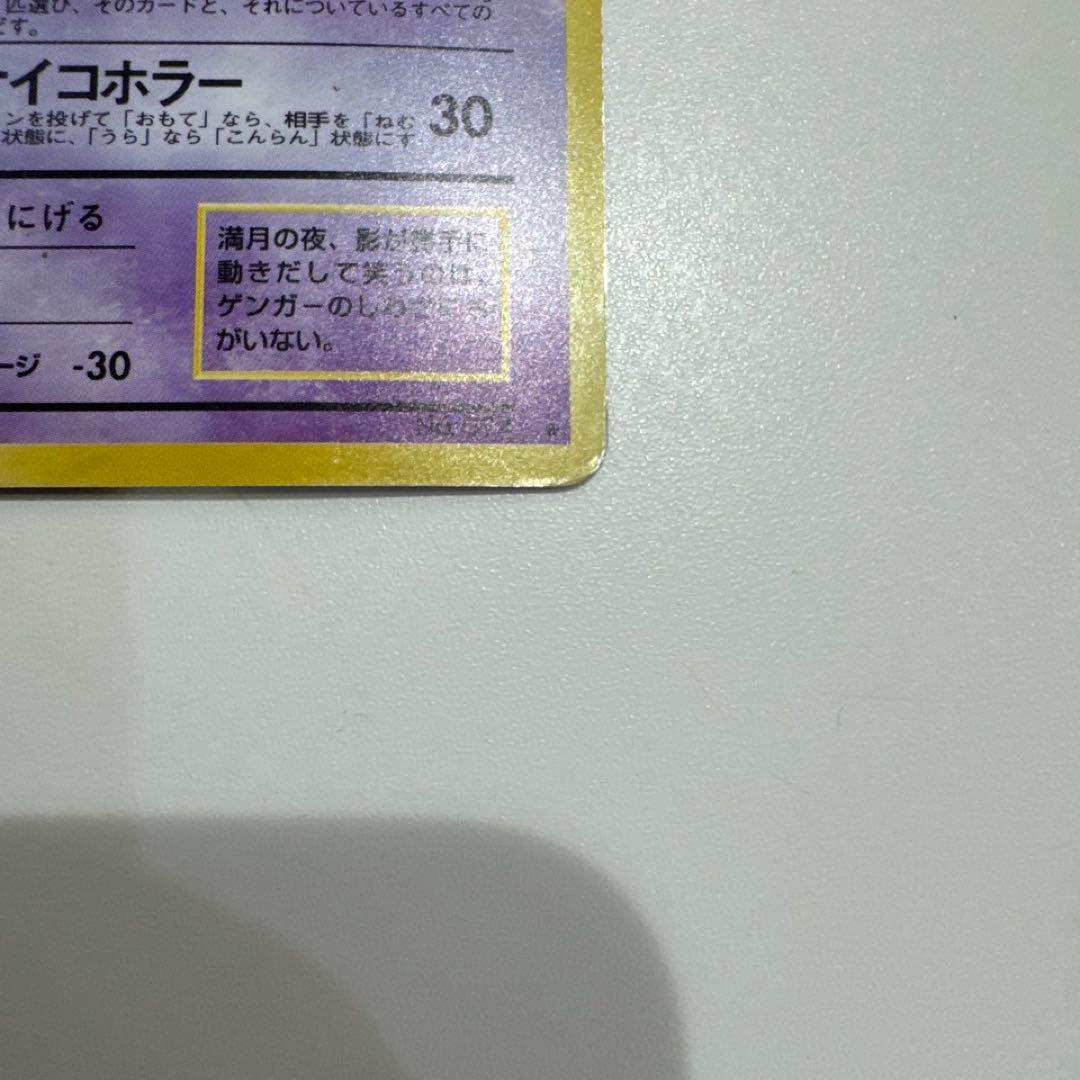 匹選び、そのカードと、それについているすべての
です。
サイコホラー
ンを投げて「おもて」なら、相手を「ねむ
状態に、「うら」なら「こんらん」状態にす
30
にげる
満月の夜、影が勝手に
動きだして笑うのは、
ゲンガーのしわざにち
がいない。
ージ -30
No.